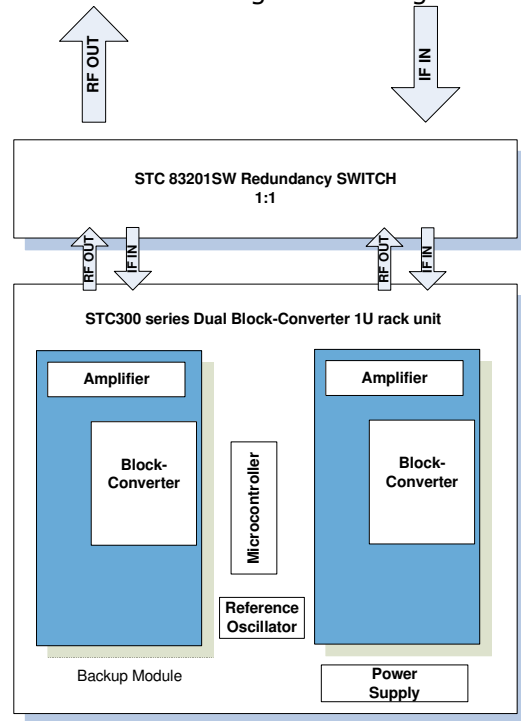 RF OUT
IF IN
STC 83201SW Redundancy SWITCH
1:1
RF OUT
IF IN
RF OUT
IF IN
STC300 series Dual Block-Converter 1U rack unit
Amplifier
Amplifier
Block-
Converter
Block-
Converter
Microcontroller
Reference
Oscillator
Backup Module
Power
Supply